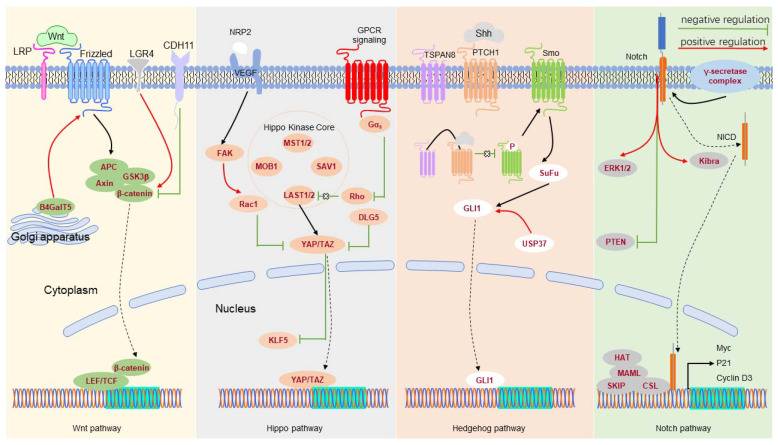 Wnt
LRP
Frizzled
LGR4
CDH11
APC
GSK3β
Axin
β-catenin
B4GalT5
Golgi apparatus
Cytoplasm
β-catenin
LEF/TCF
Wnt pathway
NRP2
VEGF
GPCR
signaling
Gαs
Hippo Kinase Core
MST1/2
MOB1
SAV1
LAST1/2
FAK
Rac1
Rho
DLG5
YAP/TAZ
Nucleus
KLF5
YAP/TAZ
Hippo pathway
Shh
TSPAN8
PTCH1
Smo
P
SuFu
GLI1
USP37
GLI1
Hedgehog pathway
negative regulation
positive regulation
Notch
γ-secretase
complex
NICD
ERK1/2
Kibra
PTEN
HAT
MAML
SKIP
CSL
Myc
P21
Cyclin D3
Notch pathway